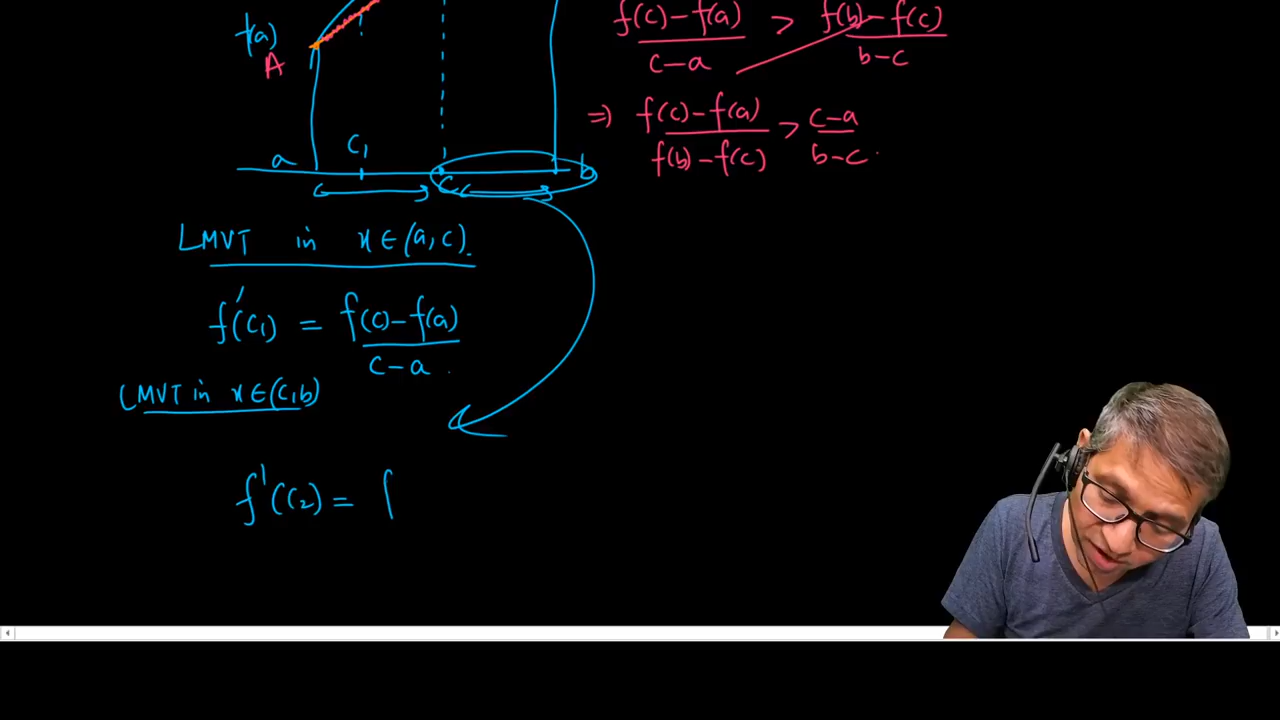 f(a)
A
a
c₁
c
b
LMVT in x∈(a,c).
f'(c₁) = f(c)-f(a)
c-a
LMVT in x∈(c,b)
f'(c₂) = f
f(c)-f(a) > f(b)-f(c)
c-a b-c
⇒ f(c)-f(a) > c-a
f(b)-f(c) b-c.